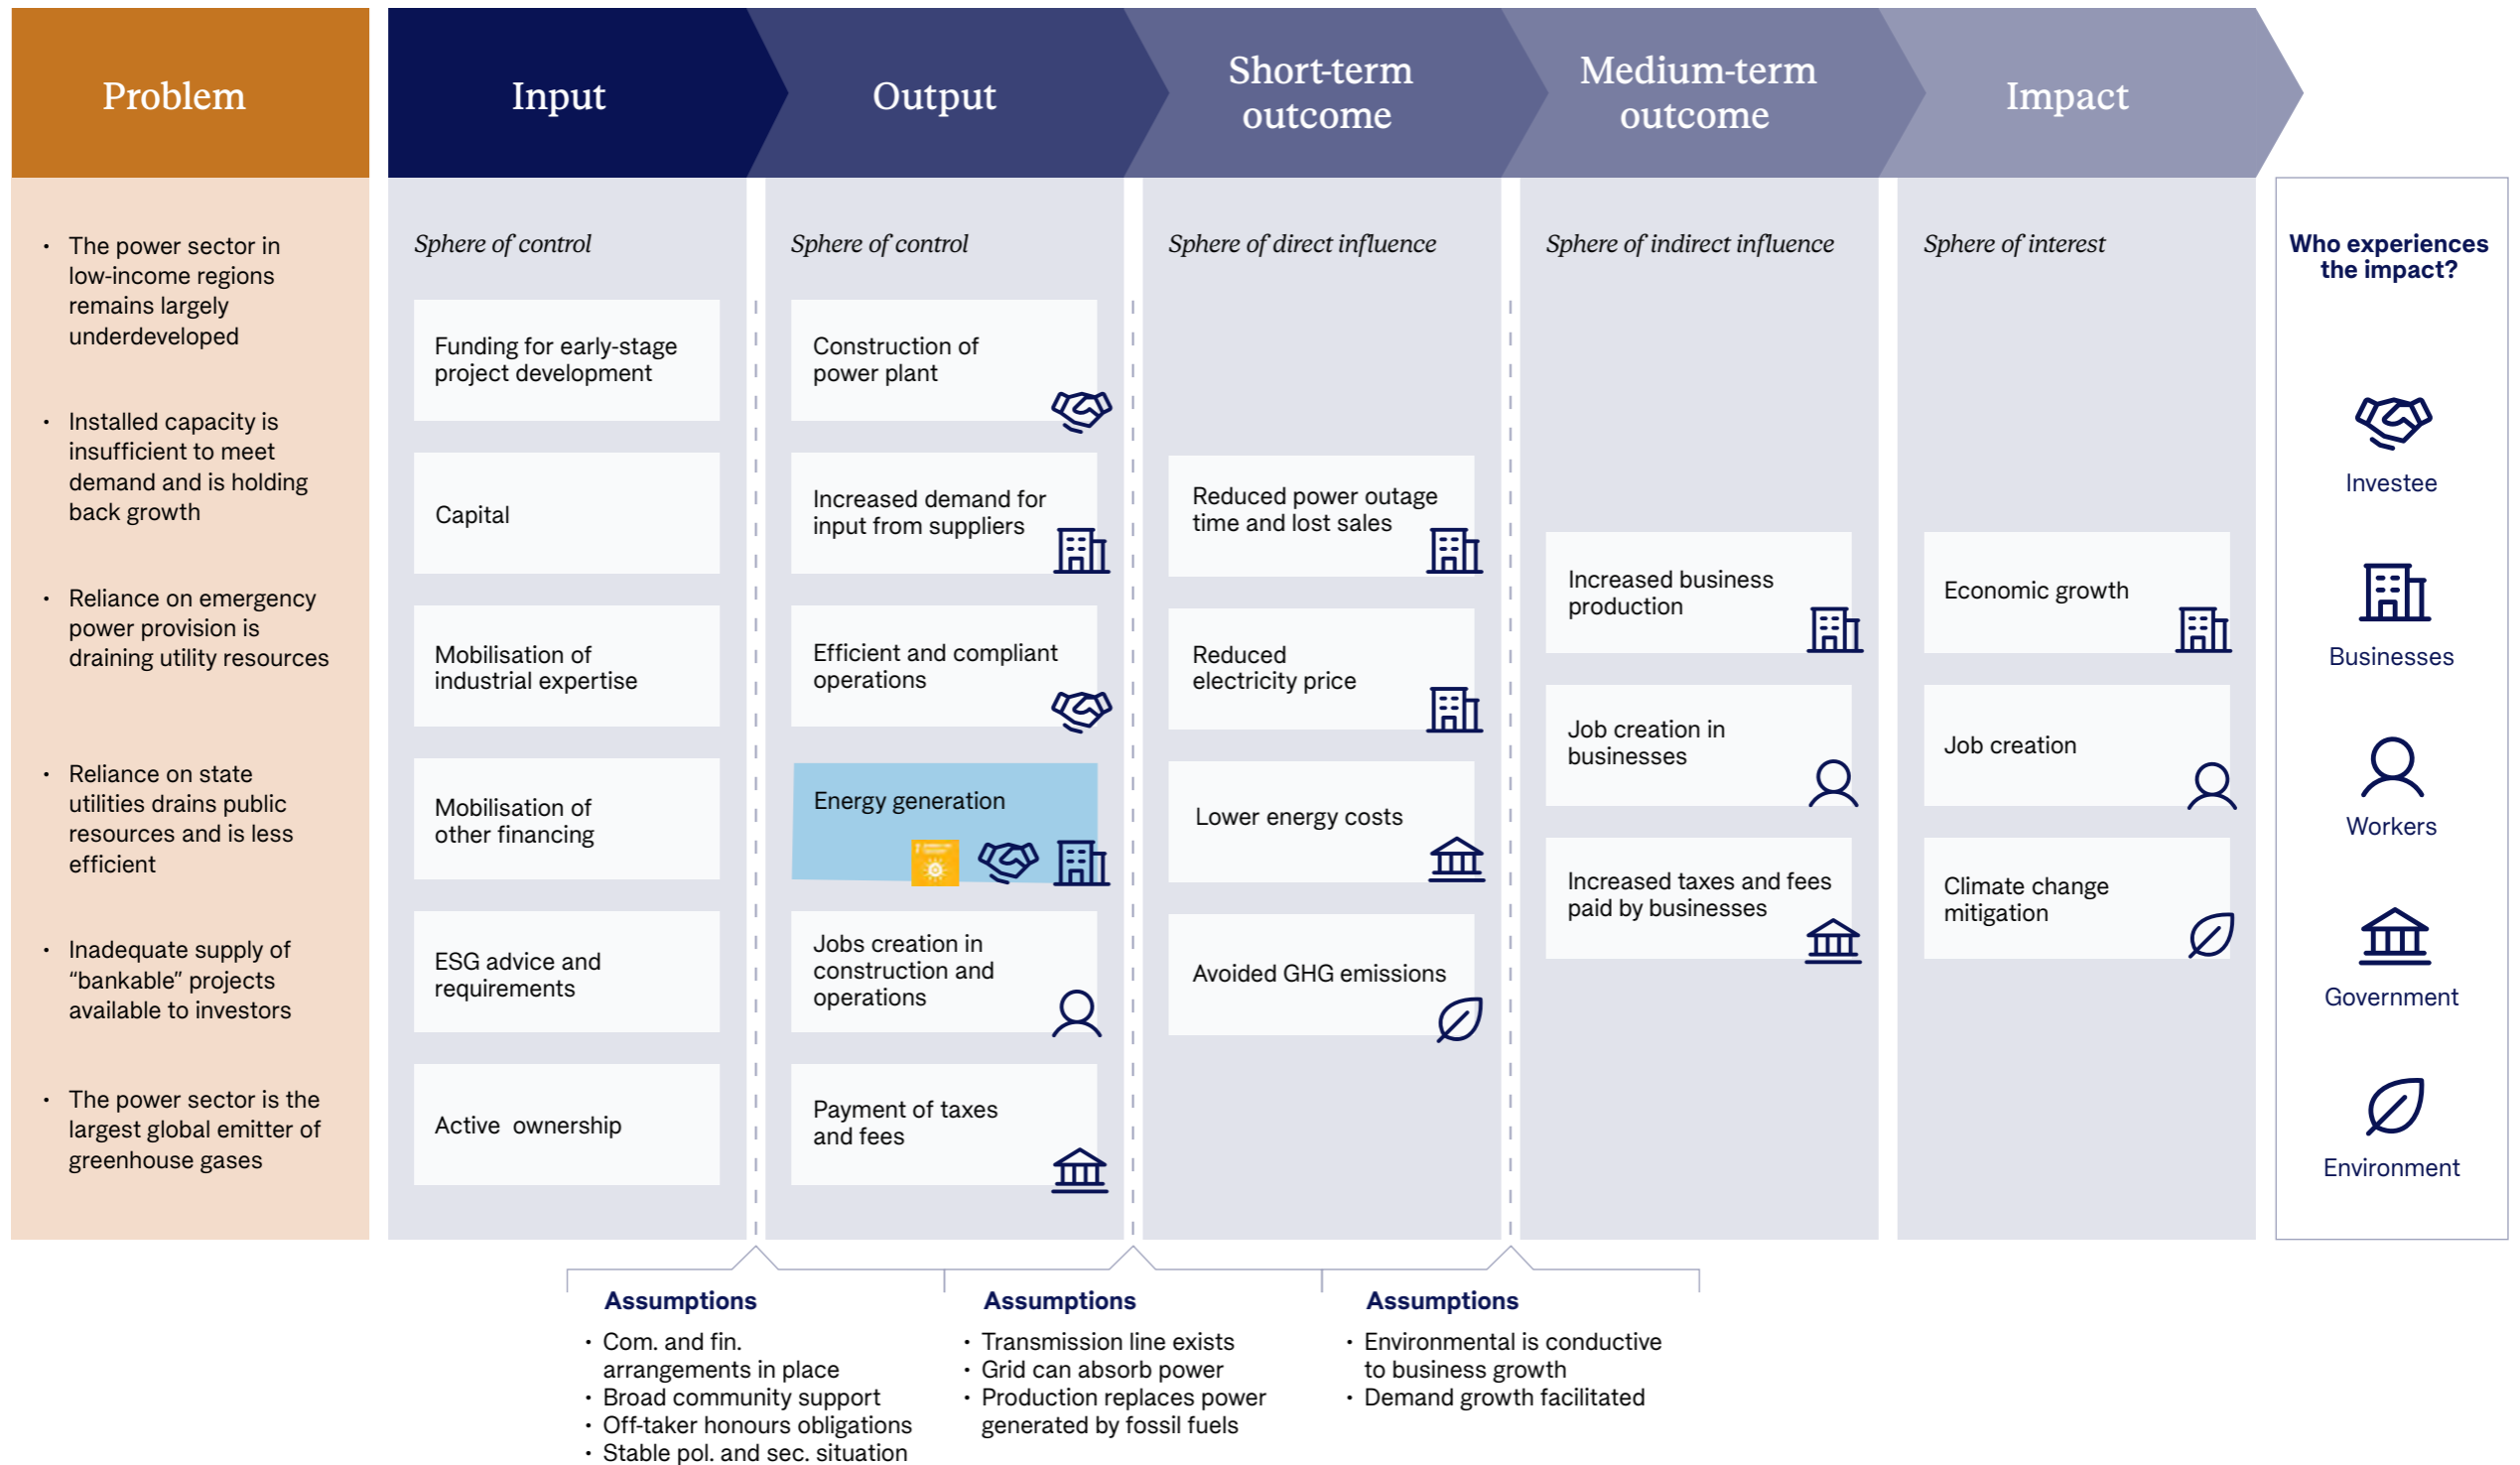 Problem
Input
Output
Short-term
outcome
Medium-term
outcome
Impact
• The power sector in
low-income regions
remains largely
underdeveloped
• Installed capacity is
insufficient to meet
demand and is holding
back growth
• Reliance on emergency
power provision is
draining utility resources
• Reliance on state
utilities drains public
resources and is less
efficient
• Inadequate supply of
“bankable” projects
available to investors
• The power sector is the
largest global emitter of
greenhouse gases
Sphere of control
Funding for early-stage
project development
Capital
Mobilisation of
industrial expertise
Mobilisation of
other financing
ESG advice and
requirements
Active ownership
Sphere of control
Construction of
power plant
Increased demand for
input from suppliers
Efficient and compliant
operations
Energy generation
Jobs creation in
construction and
operations
Payment of taxes
and fees
Sphere of direct influence
Reduced power outage
time and lost sales
Reduced
electricity price
Lower energy costs
Avoided GHG emissions
Sphere of indirect influence
Increased business
production
Job creation in
businesses
Increased taxes and fees
paid by businesses
Sphere of interest
Economic growth
Job creation
Climate change
mitigation
Who experiences
the impact?
Investee
Businesses
Workers
Government
Environment
Assumptions
• Com. and fin.
arrangements in place
• Broad community support
• Off-taker honours obligations
• Stable pol. and sec. situation
Assumptions
• Transmission line exists
• Grid can absorb power
• Production replaces power
generated by fossil fuels
Assumptions
• Environmental is conductive
to business growth
• Demand growth facilitated